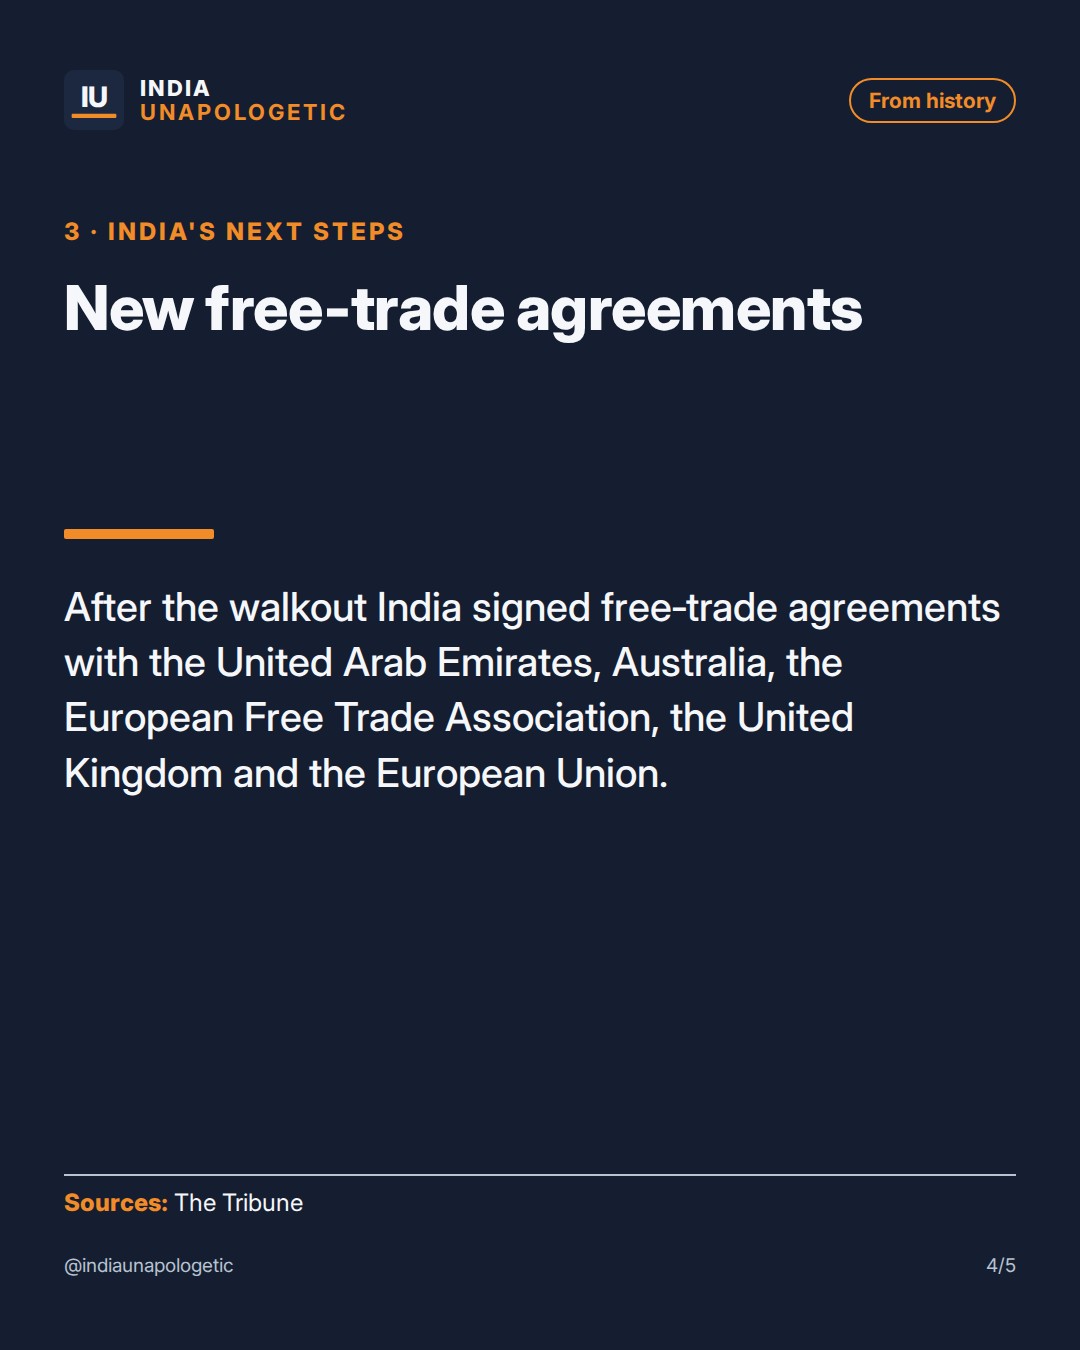 IU
INDIA
UNAPOLOGETIC
From history
3 · INDIA'S NEXT STEPS
New free-trade agreements
After the walkout India signed free-trade agreements
with the United Arab Emirates, Australia, the
European Free Trade Association, the United
Kingdom and the European Union.
Sources: The Tribune
@indiaunapologetic
4/5